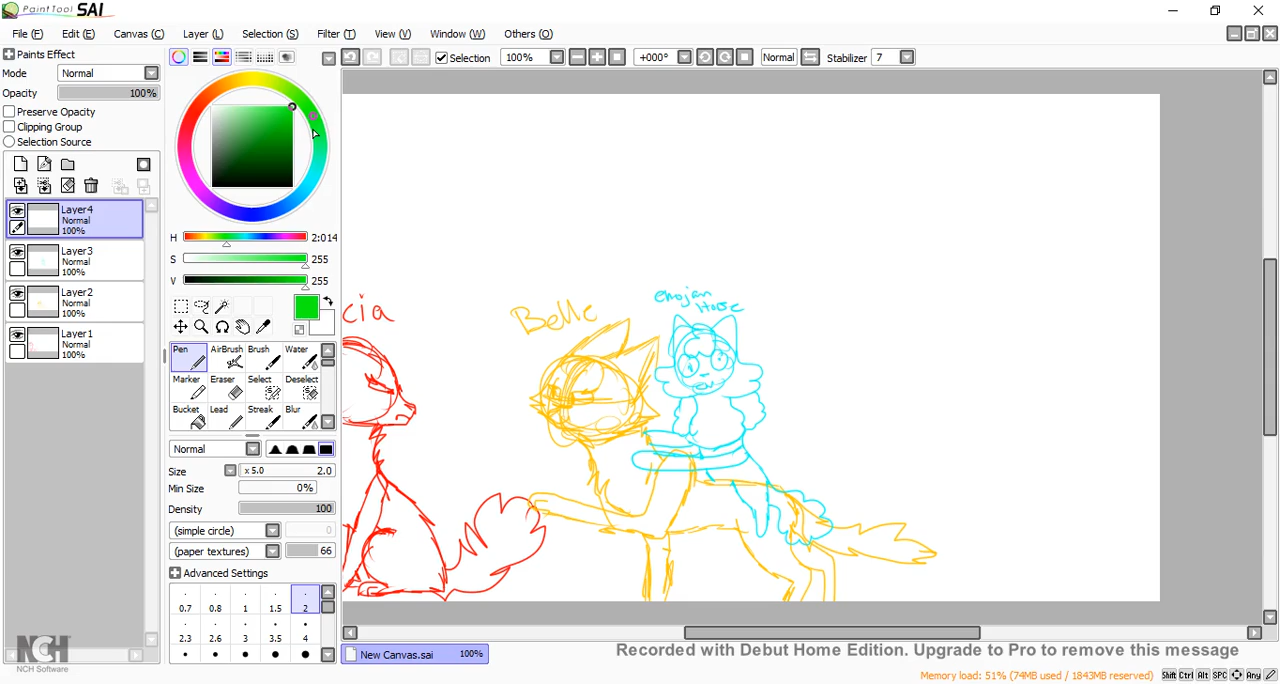 PaintTool SAI
File (F) Edit (E) Canvas (C) Layer (L) Selection (S) Filter (T) View (V) Window (W) Others (O)
Paints Effect
Mode Normal
Opacity 100%
Preserve Opacity
Clipping Group
Selection Source
Layer4
Normal
100%
Layer3
Normal
100%
Layer2
Normal
100%
Layer1
Normal
100%
NCH
NCH Software
H 2:014
S 255
V 255
Pen AirBrush Brush Water
Marker Eraser Select Deselect
Bucket Lead Streak Blur
Normal
Size x 5.0 2.0
Min Size 0%
Density 100
(simple circle) 0
(paper textures) 66
Advanced Settings
0.7 0.8 1 1.5 2
2.3 2.6 3 3.5 4
Selection 100% +000° Normal Stabilizer 7
cia
Belle
New Canvas.sai 100%
Recorded with Debut Home Edition. Upgrade to Pro to remove this message
Memory load: 51% (74MB used / 1843MB reserved) Shift Ctrl Alt SPC Any